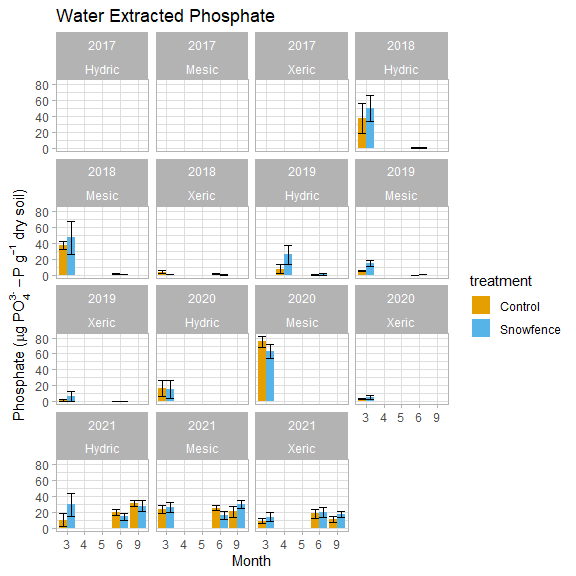 Water Extracted Phosphate
2017 2017 2017 2018
Hydric Mesic Xeric Hydric
80
60
40
20
0
2018 2018 2019 2019
Mesic Xeric Hydric Mesic
80
60
40
20
0
2019 2020 2020 2020
Xeric Hydric Mesic Xeric
80
60
40
20
0
3 4 5 6 9
2021 2021 2021
Hydric Mesic Xeric
80
60
40
20
0
3 4 5 6 9 3 4 5 6 9 3 4 5 6 9
Month
Phosphate (μg PO₄³⁻ −P g⁻¹ dry soil)
treatment
Control
Snowfence